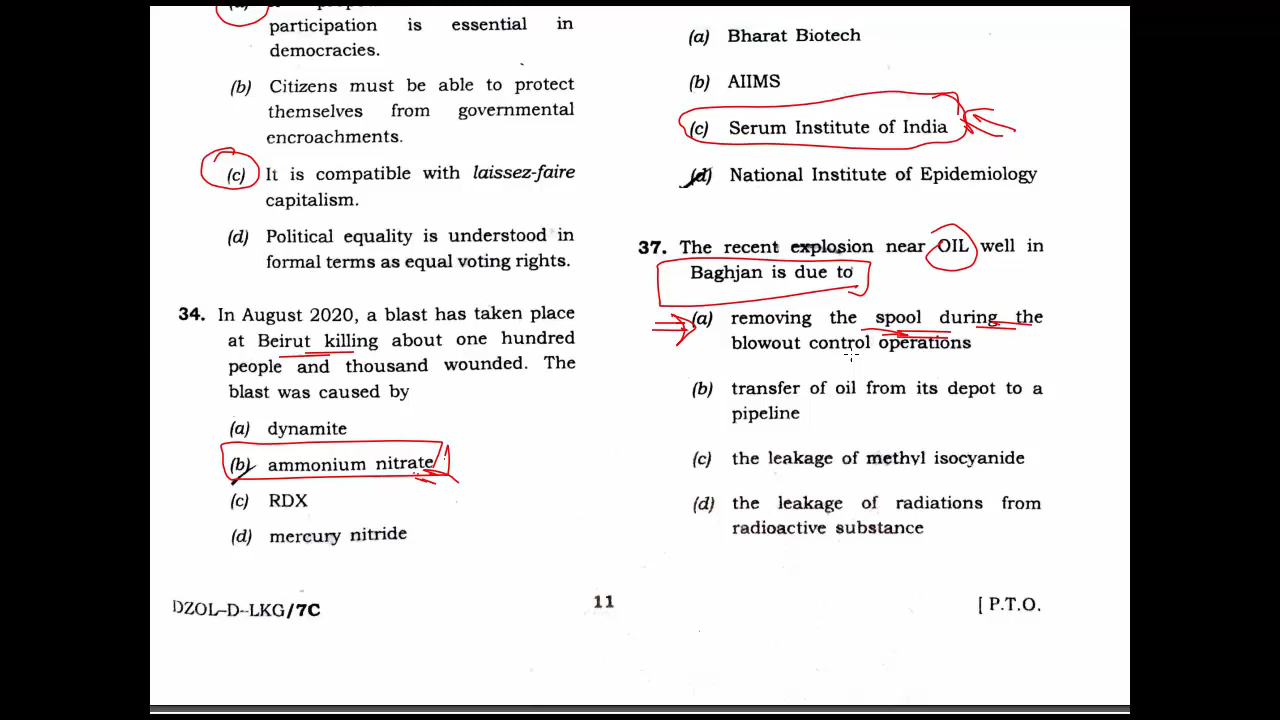 participation is essential in
democracies.
(b) Citizens must be able to protect
themselves from governmental
encroachments.
(c) It is compatible with laissez-faire
capitalism.
(d) Political equality is understood in
formal terms as equal voting rights.
34. In August 2020, a blast has taken place
at Beirut killing about one hundred
people and thousand wounded. The
blast was caused by
(a) dynamite
(b) ammonium nitrate
(c) RDX
(d) mercury nitride
(a) Bharat Biotech
(b) AIIMS
(c) Serum Institute of India
(d) National Institute of Epidemiology
37. The recent explosion near OIL well in
Baghjan is due to
(a) removing the spool during the
blowout control operations
(b) transfer of oil from its depot to a
pipeline
(c) the leakage of methyl isocyanide
(d) the leakage of radiations from
radioactive substance
DZOL-D-LKG/7C
11
[ P.T.O.